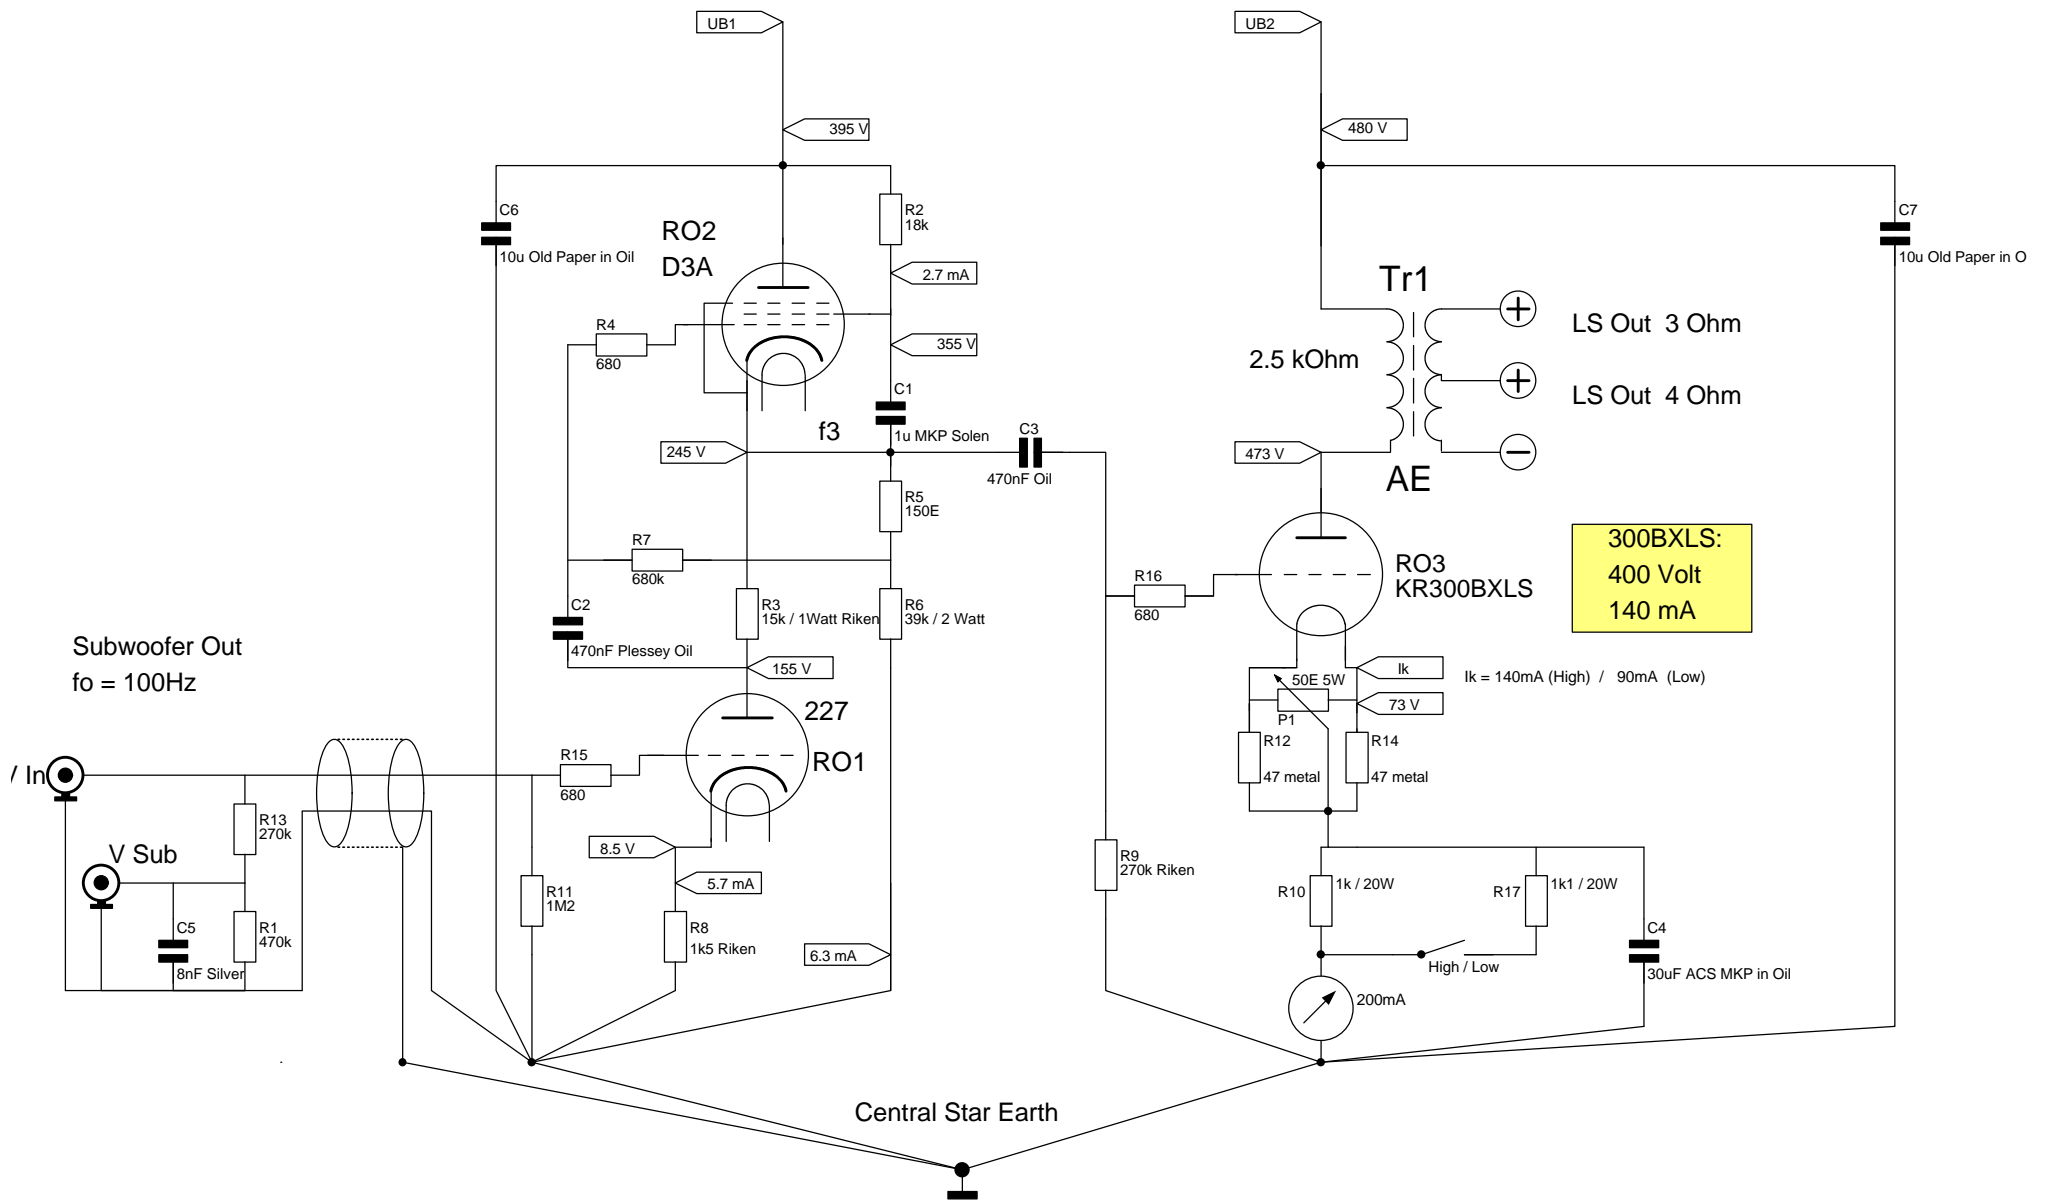 UB1
UB2
395 V
480 V
C6
10u Old Paper in Oil
RO2
D3A
R2
18k
C7
10u Old Paper in O
2.7 mA
Tr1
R4
680
355 V
LS Out  3 Ohm
2.5 kOhm
C1
1u MKP Solen
LS Out  4 Ohm
f3
245 V
C3
470nF Oil
473 V
AE
R5
150E
R7
680k
300BXLS:
400 Volt
140 mA
RO3
KR300BXLS
R16
680
C2
470nF Plessey Oil
R3
15k / 1Watt Riken
R6
39k / 2 Watt
Subwoofer Out
fo = 100Hz
155 V
Ik
Ik = 140mA (High)  /   90mA  (Low)
50E 5W
P1
73 V
227
RO1
R12
47 metal
R14
47 metal
In
R15
680
R13
270k
V Sub
8.5 V
5.7 mA
R9
270k Riken
R11
1M2
R10
1k / 20W
R17
1k1 / 20W
C5
8nF Silver
R1
470k
R8
1k5 Riken
6.3 mA
C4
30uF ACS MKP in Oil
High / Low
200mA
Central Star Earth